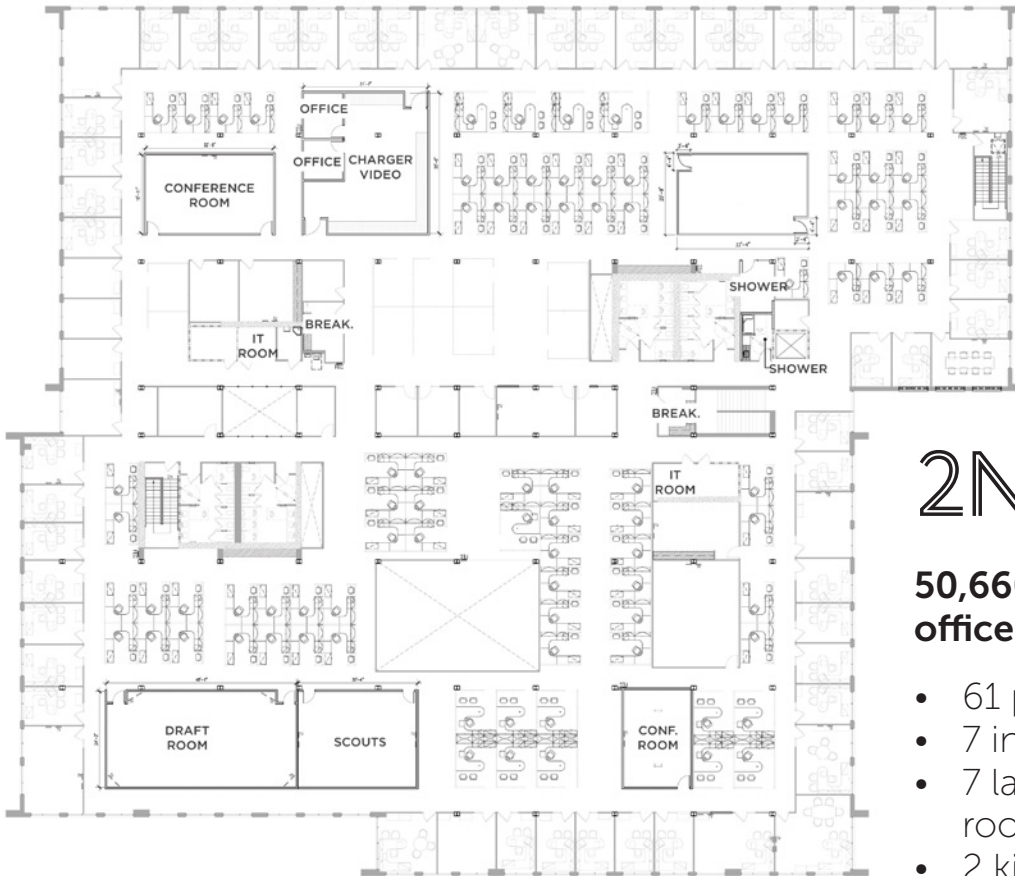 OFFICE
OFFICE
CHARGER
VIDEO
CONFERENCE
ROOM
SHOWER
BREAK.
IT
ROOM
SHOWER
BREAK.
IT
ROOM
2N
50,66
office
DRAFT
ROOM
SCOUTS
CONF.
ROOM
• 61 p
• 7 in
• 7 la
roo
• 2 ki